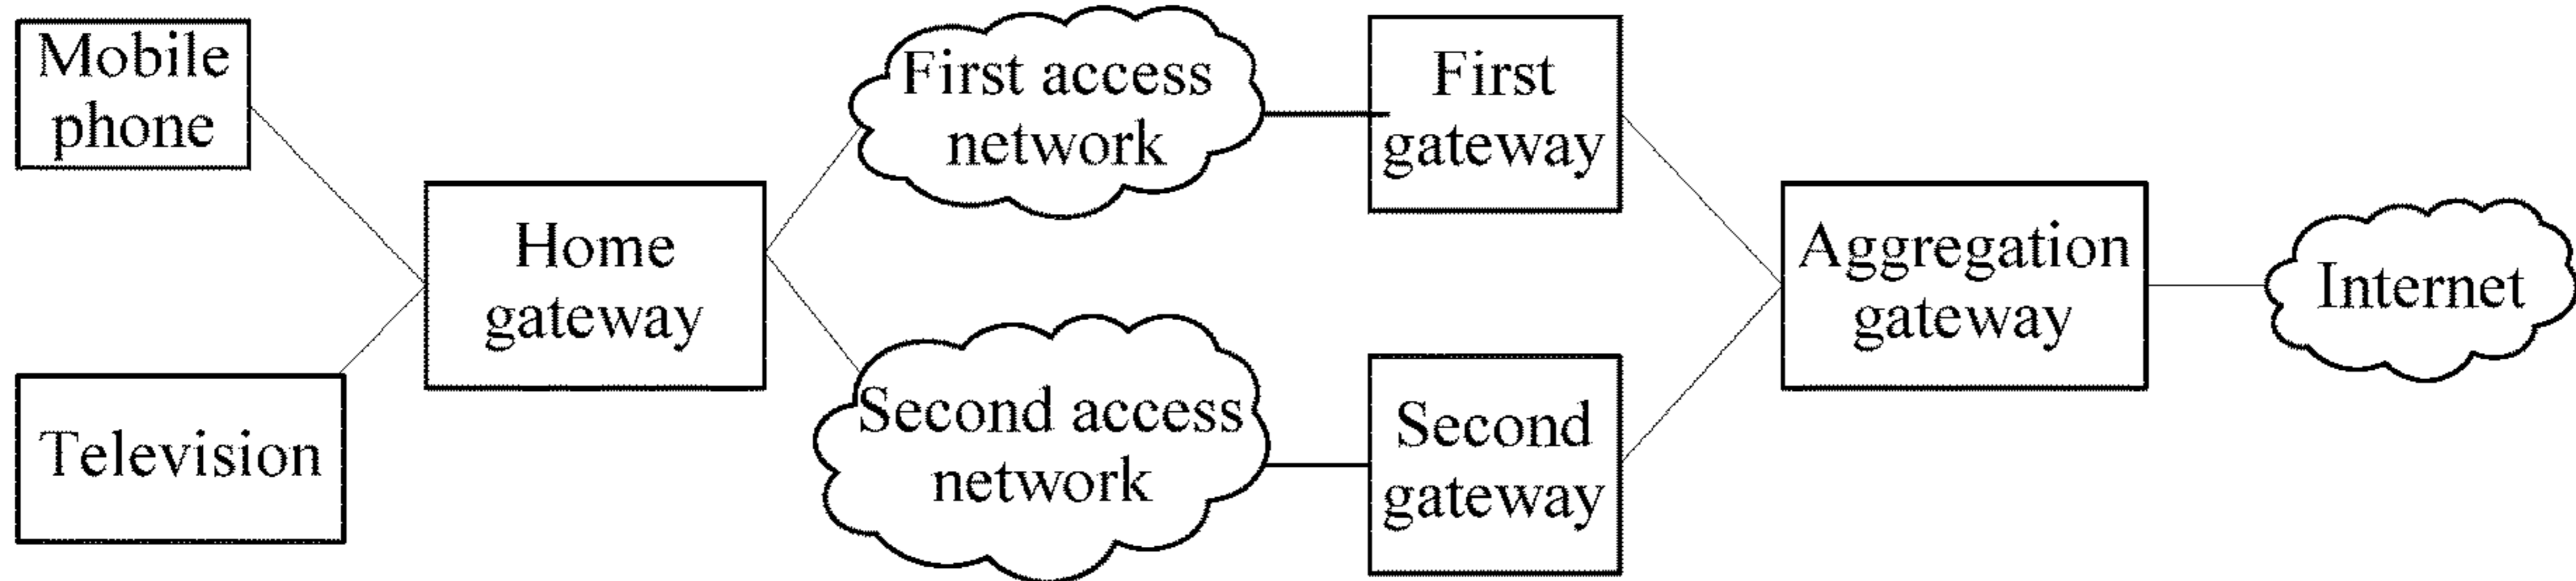 Mobile
phone
Television
Home
gateway
First access
network
Second access
network
First
gateway
Second
gateway
Aggregation
gateway
Internet